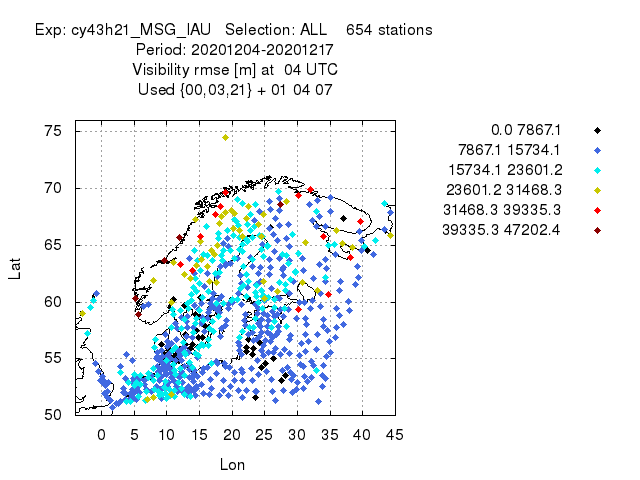 Exp: cy43h21_MSG_IAU   Selection: ALL    654 stations
Period: 20201204-20201217
Visibility rmse [m] at  04 UTC
Used {00,03,21} + 01 04 07
0.0 7867.1
7867.1 15734.1
15734.1 23601.2
23601.2 31468.3
31468.3 39335.3
39335.3 47202.4
Lat
75
70
65
60
55
50
0 5 10 15 20 25 30 35 40 45
Lon